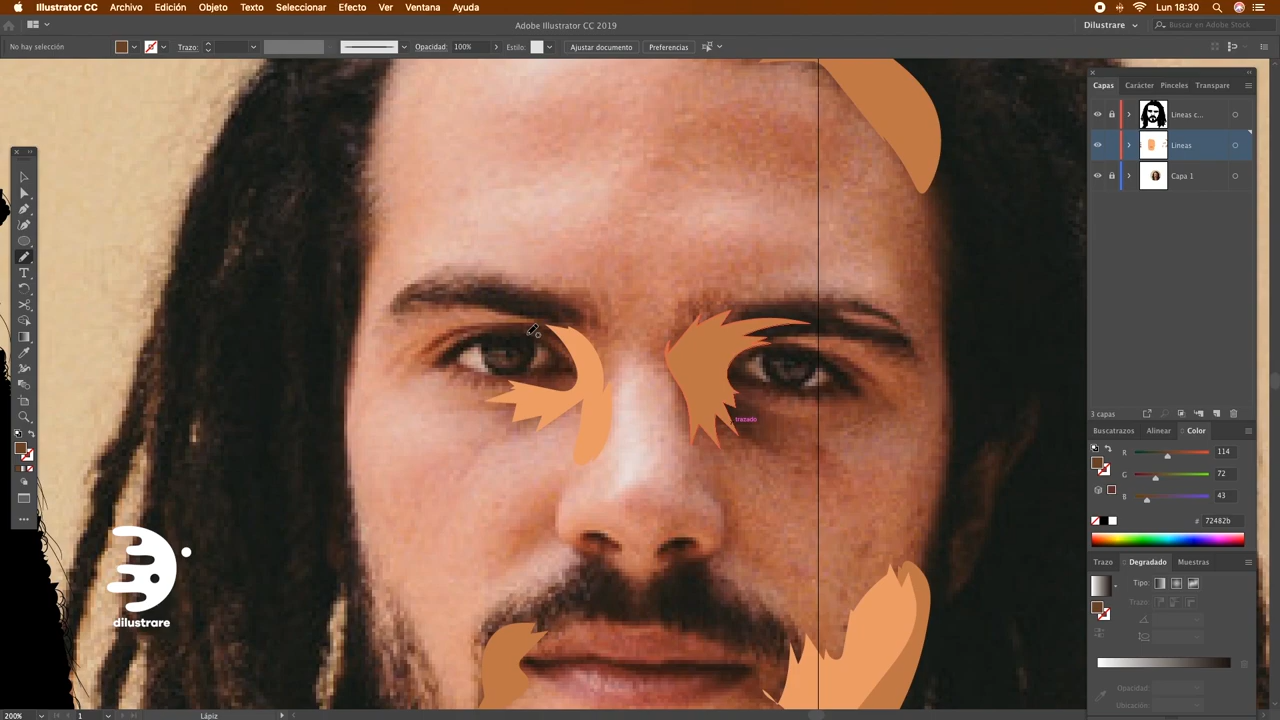 Illustrator CC Archivo Edición Objeto Texto Seleccionar Efecto Ver Ventana Ayuda Lun 18:30
Adobe Illustrator CC 2019 Dilustrare Buscar en Adobe Stock
No hay selección Trazo: Opacidad: 100% Estilo: Ajustar documento Preferencias
Capas Carácter Pinceles Transpare
Lineas c...
Lineas
Capa 1
trazado
3 capas
Buscatrazos Alinear Color
R 114
G 72
B 43
# 72482b
Trazo Degradado Muestras
Tipo:
Trazo:
dilustrare
Opacidad:
Ubicación:
200% 1 Lápiz